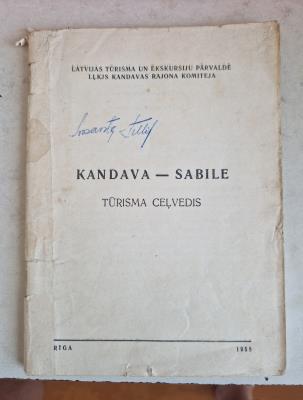 LATVIJAS TŪRISMA UN EKSKURSIJU PĀRVALDE
LĻKJS KANDAVAS RAJONA KOMITEJA
KANDAVA — SABILE
TŪRISMA CEĻVEDIS
RĪGA